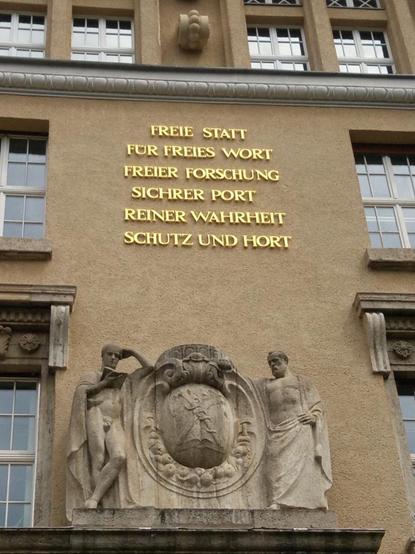 FREIE STATT
FÜR FREIES WORT
FREIER FORSCHUNG
SICHRER PORT
REINER WAHRHEIT
SCHUTZ UND HORT